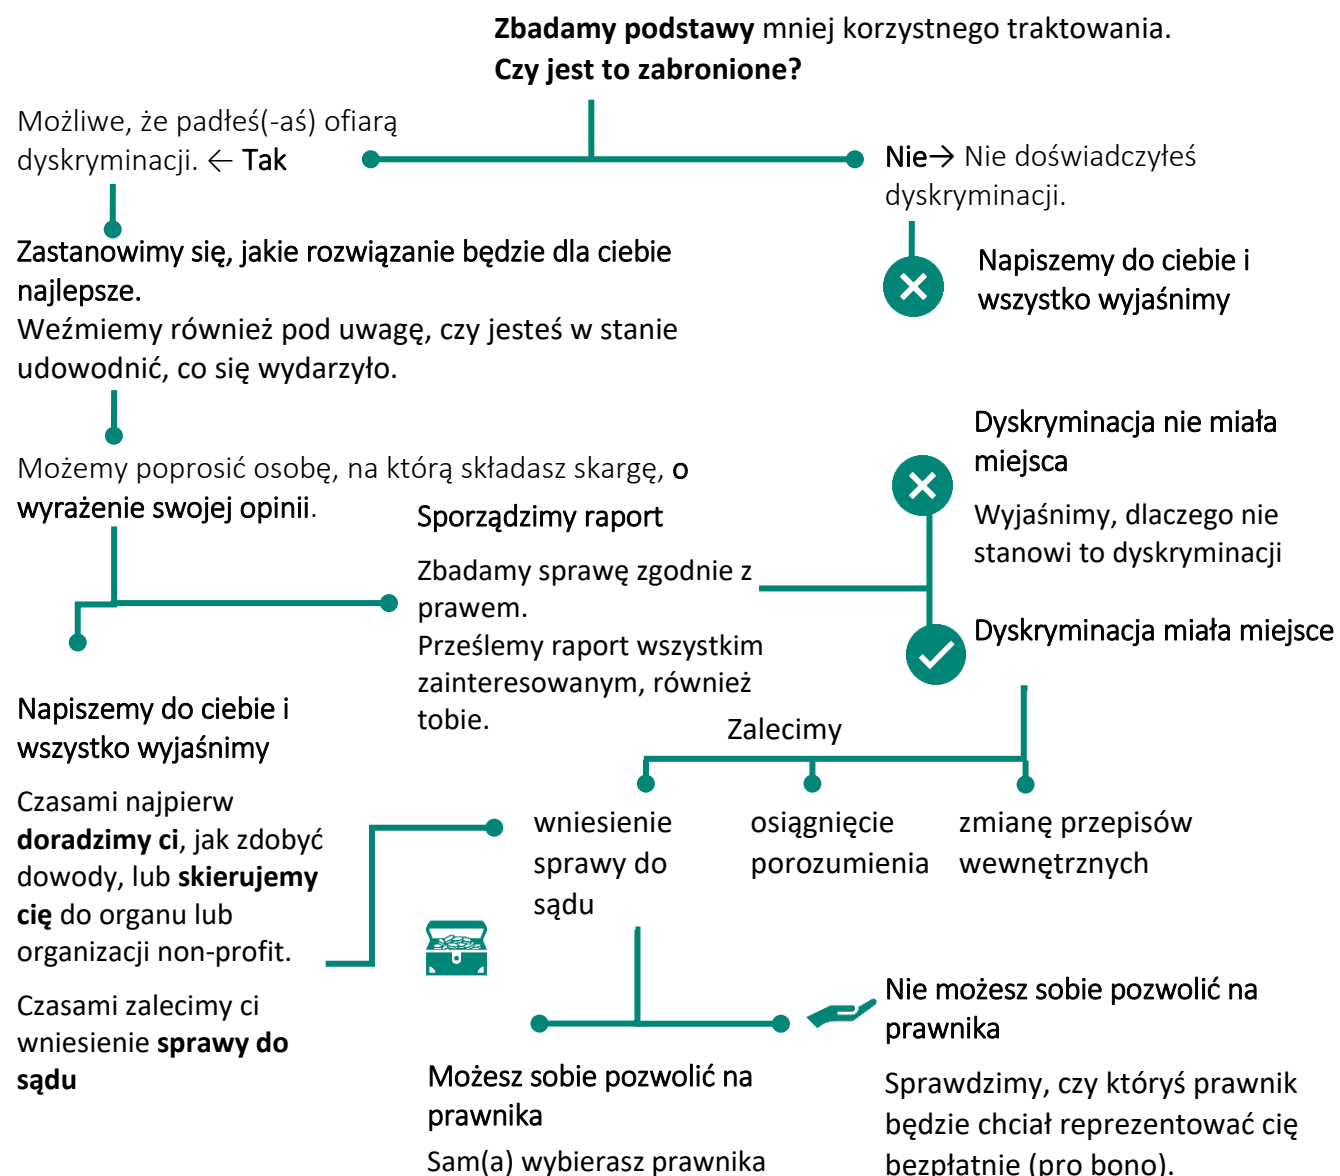 Zbadamy podstawy mniej korzystnego traktowania.
Czy jest to zabronione?
Możliwe, że padłeś(-aś) ofiarą
dyskryminacji. ← Tak
Nie→ Nie doświadczyłeś
dyskryminacji.
Napiszemy do ciebie i
wszystko wyjaśnimy
Zastanowimy się, jakie rozwiązanie będzie dla ciebie
najlepsze.
Weźmiemy również pod uwagę, czy jesteś w stanie
udowodnić, co się wydarzyło.
Możemy poprosić osobę, na którą składasz skargę, o
wyrażenie swojej opinii.
Sporządzimy raport
Zbadamy sprawę zgodnie z
prawem.
Prześlemy raport wszystkim
zainteresowanym, również
tobie.
Dyskryminacja nie miała
miejsca
Wyjaśnimy, dlaczego nie
stanowi to dyskryminacji
Dyskryminacja miała miejsce
Zalecimy
wniesienie
sprawy do
sądu
osiągnięcie
porozumienia
zmianę przepisów
wewnętrznych
Napiszemy do ciebie i
wszystko wyjaśnimy
Czasami najpierw
doradzimy ci, jak zdobyć
dowody, lub skierujemy
cię do organu lub
organizacji non-profit.
Czasami zalecimy ci
wniesienie sprawy do
sądu
Możesz sobie pozwolić na
prawnika
Sam(a) wybierasz prawnika
Nie możesz sobie pozwolić na
prawnika
Sprawdzimy, czy któryś prawnik
będzie chciał reprezentować cię
bezpłatnie (pro bono).